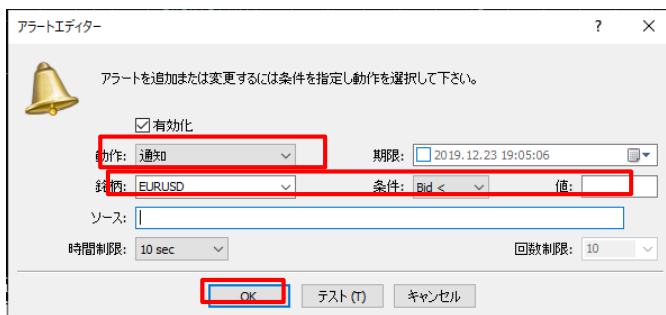 アラートエディター ? ×
アラートを追加または変更するには条件を指定し動作を選択して下さい。
有効化
動作: 通知 期限: 2019.12.23 19:05:06
銘柄: EURUSD 条件: Bid < 値:
ソース:
時間制限: 10 sec 回数制限: 10
OK テスト(T) キャンセル